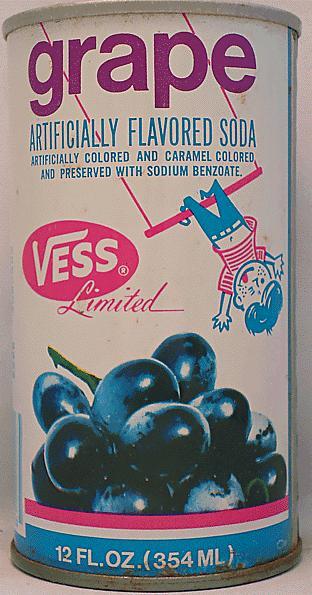 grape
ARTIFICIALLY FLAVORED SODA
ARTIFICIALLY COLORED AND CARAMEL COLORED,
AND PRESERVED WITH SODIUM BENZOATE.
VESS®
Limited
12 FL.OZ.(354 ML)